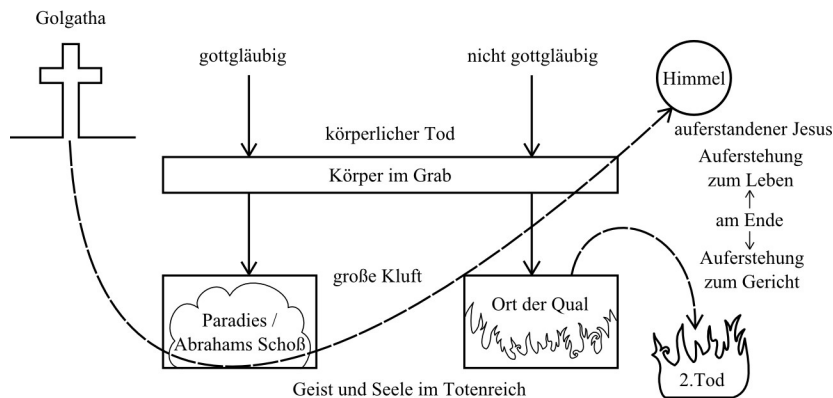 Golgatha
gottgläubig
nicht gottgläubig
Himmel
körperlicher Tod
auferstandener Jesus
Körper im Grab
Auferstehung
zum Leben
am Ende
Auferstehung
zum Gericht
große Kluft
Paradies /
Abrahams Schoß
Ort der Qual
2.Tod
Geist und Seele im Totenreich